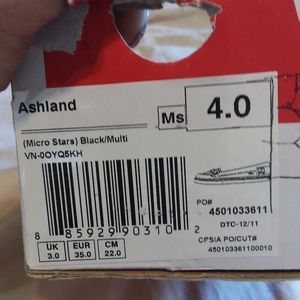 Ashland
Ms 4.0
(Micro Stars) Black/Multi
VN-0OYQ5KH
PO#
4501033611
DTC-12/11
CPSIA PO/CUT#
450103361100010
8 85929 90310 2
UK EUR CM
3.0 35.0 22.0